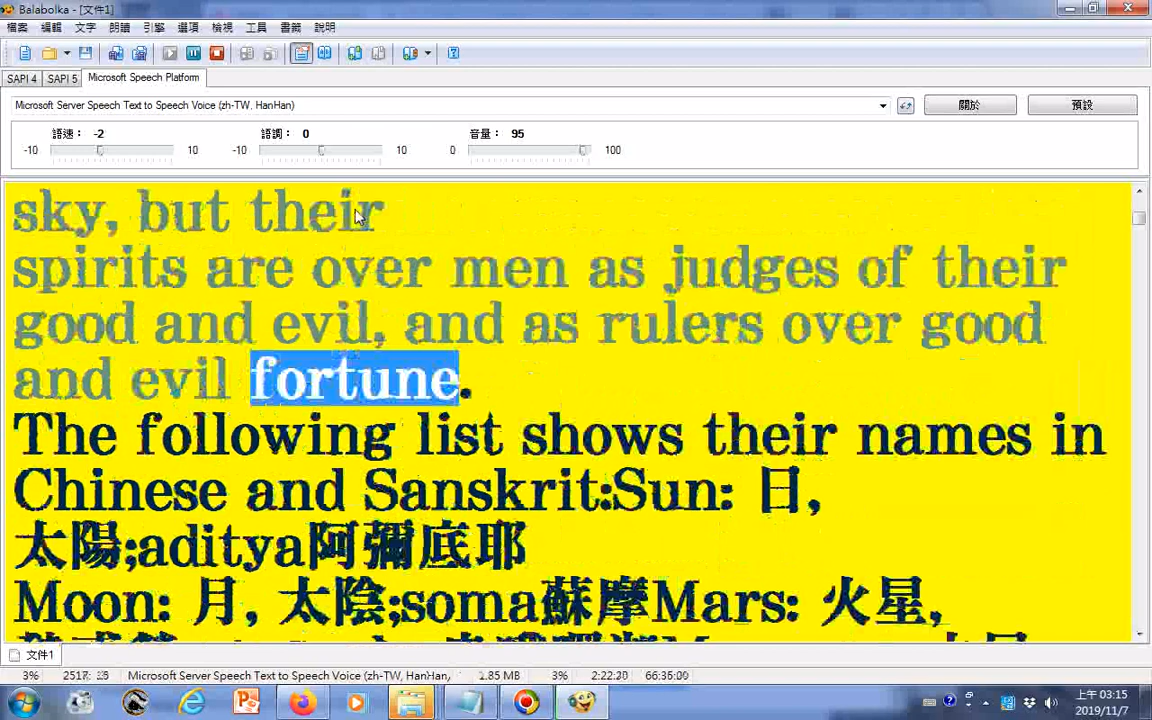 Balabolka - [文件1]
檔案 編輯 文字 朗讀 引擎 選項 檢視 工具 書籤 說明
SAPI 4 SAPI 5 Microsoft Speech Platform
Microsoft Server Speech Text to Speech Voice (zh-TW, HanHan) 關於 預設
語速： -2 語調： 0 音量： 95
-10 10 -10 10 0 100
sky, but their
spirits are over men as judges of their
good and evil, and as rulers over good
and evil fortune.
The following list shows their names in
Chinese and Sanskrit:Sun: 日,
太陽;aditya阿彌底耶
Moon: 月, 太陰;soma蘇摩Mars: 火星,
文件1
3% Microsoft Server Speech Text to Speech Voice (zh-TW, HanHan, 1.85 MB 3% 2:22:20
上午 03:15
2019/11/7